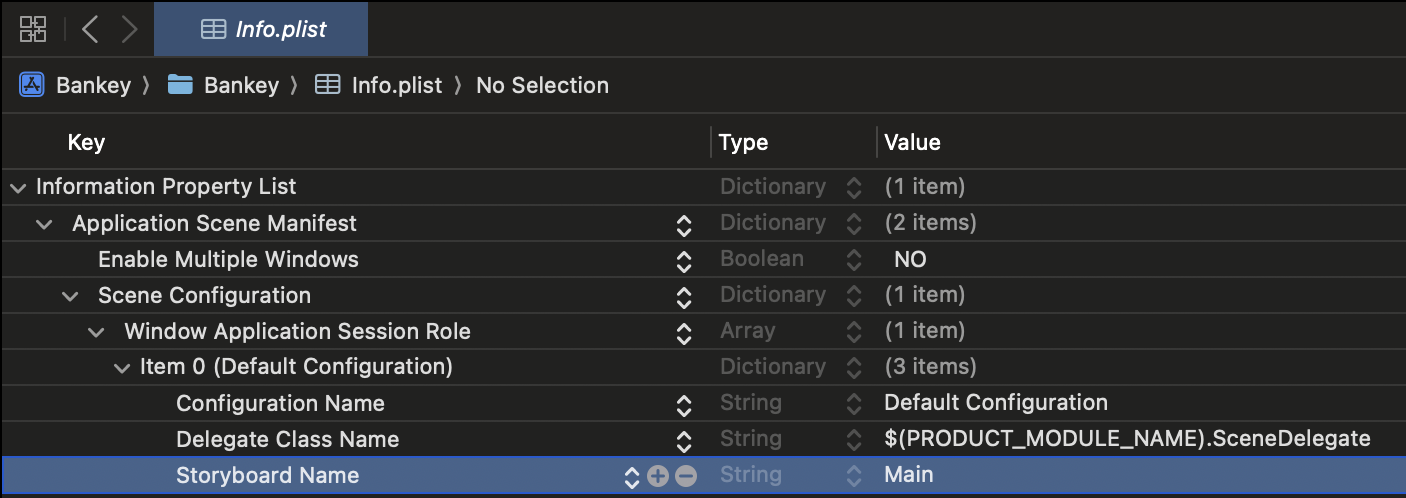 Info.plist
Bankey 〉 Bankey 〉 Info.plist 〉 No Selection
Key Type Value
Information Property List Dictionary (1 item)
Application Scene Manifest Dictionary (2 items)
Enable Multiple Windows Boolean NO
Scene Configuration Dictionary (1 item)
Window Application Session Role Array (1 item)
Item 0 (Default Configuration) Dictionary (3 items)
Configuration Name String Default Configuration
Delegate Class Name String $(PRODUCT_MODULE_NAME).SceneDelegate
Storyboard Name String Main